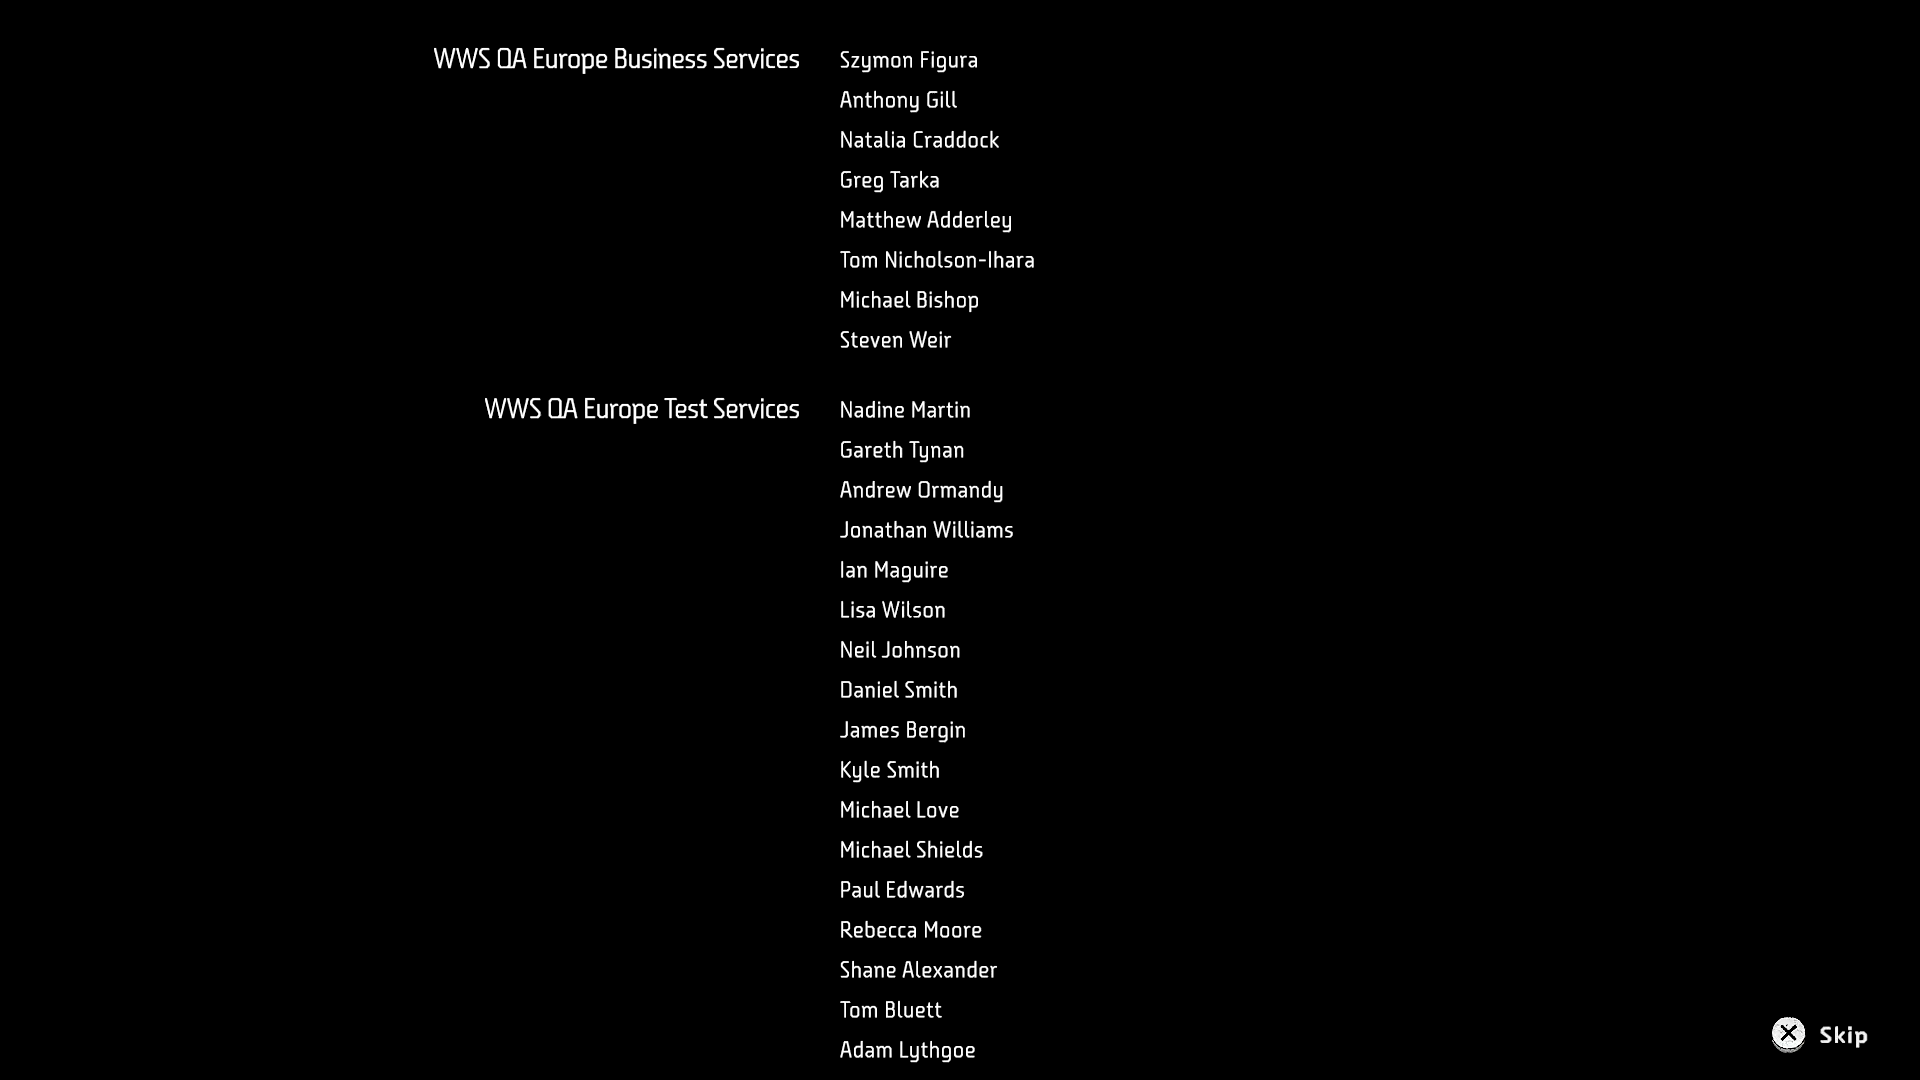 WWS QA Europe Business Services Szymon Figura
Anthony Gill
Natalia Craddock
Greg Tarka
Matthew Adderley
Tom Nicholson-Ihara
Michael Bishop
Steven Weir
WWS QA Europe Test Services Nadine Martin
Gareth Tynan
Andrew Ormandy
Jonathan Williams
Ian Maguire
Lisa Wilson
Neil Johnson
Daniel Smith
James Bergin
Kyle Smith
Michael Love
Michael Shields
Paul Edwards
Rebecca Moore
Shane Alexander
Tom Bluett
Adam Lythgoe
Skip